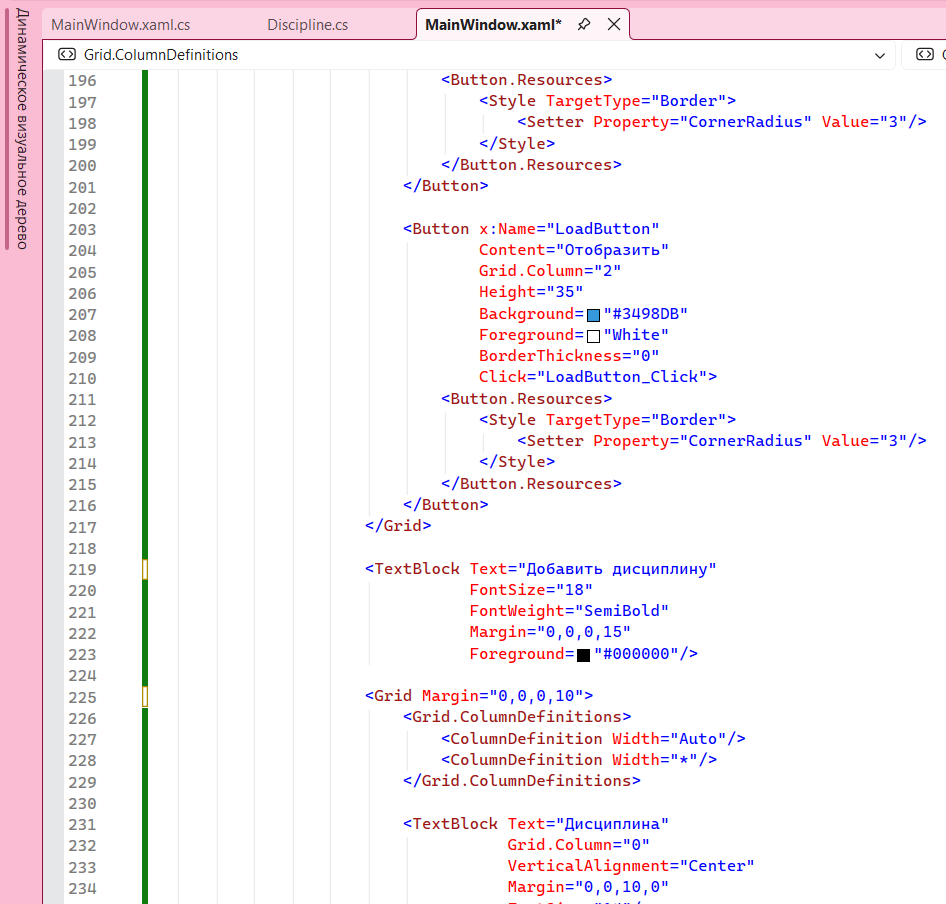 Динамическое визуальное дерево
MainWindow.xaml.cs Discipline.cs MainWindow.xaml*
Grid.ColumnDefinitions
196 <Button.Resources>
197 <Style TargetType="Border">
198 <Setter Property="CornerRadius" Value="3"/>
199 </Style>
200 </Button.Resources>
201 </Button>
202
203 <Button x:Name="LoadButton"
204 Content="Отобразить"
205 Grid.Column="2"
206 Height="35"
207 Background="#3498DB"
208 Foreground="White"
209 BorderThickness="0"
210 Click="LoadButton_Click">
211 <Button.Resources>
212 <Style TargetType="Border">
213 <Setter Property="CornerRadius" Value="3"/>
214 </Style>
215 </Button.Resources>
216 </Button>
217 </Grid>
218
219 <TextBlock Text="Добавить дисциплину"
220 FontSize="18"
221 FontWeight="SemiBold"
222 Margin="0,0,0,15"
223 Foreground="#000000"/>
224
225 <Grid Margin="0,0,0,10">
226 <Grid.ColumnDefinitions>
227 <ColumnDefinition Width="Auto"/>
228 <ColumnDefinition Width="*"/>
229 </Grid.ColumnDefinitions>
230
231 <TextBlock Text="Дисциплина"
232 Grid.Column="0"
233 VerticalAlignment="Center"
234 Margin="0,0,10,0"